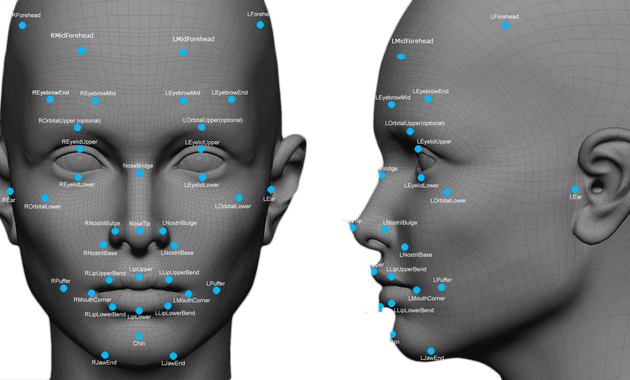 RForehead
LForehead
RMidForehead
LMidForehead
REyebrowEnd
REyebrowMid
LEyebrowMid
LEyebrowEnd
ROrbitalUpper(optional)
LOrbitalUpper(optional)
REyelidUpper
LEyelidUpper
NoseBridge
REyelidLower
LEyelidLower
REar
LEar
ROrbitalLower
LOrbitalLower
RNostrilBulge
NoseTip
LNostrilBulge
RNostrilBase
LNostrilBase
LipUpper
RLipUpperBend
LLipUpperBend
RPuffer
LPuffer
RMouthCorner
LMouthCorner
RLipLowerBend
LipLower
LLipLowerBend
Chin
RJawEnd
LJawEnd
LForehead
LMidForehead
LEyebrowMid
LEyebrowEnd
LOrbitalUpper(optional)
LEyelidUpper
Bridge
LEyelidLower
LOrbitalLower
LEar
LNostrilBulge
LNostrilBase
LLipUpperBend
LPuffer
LMouthCorner
LLipLowerBend
LJawEnd